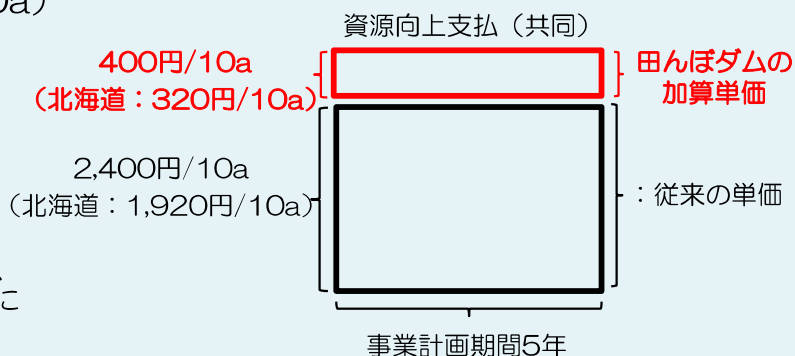 0a）
資源向上支払（共同）
400円/10a
（北海道：320円/10a）
田んぼダムの
加算単価
2,400円/10a
（北海道：1,920円/10a）
：従来の単価
に
事業計画期間5年